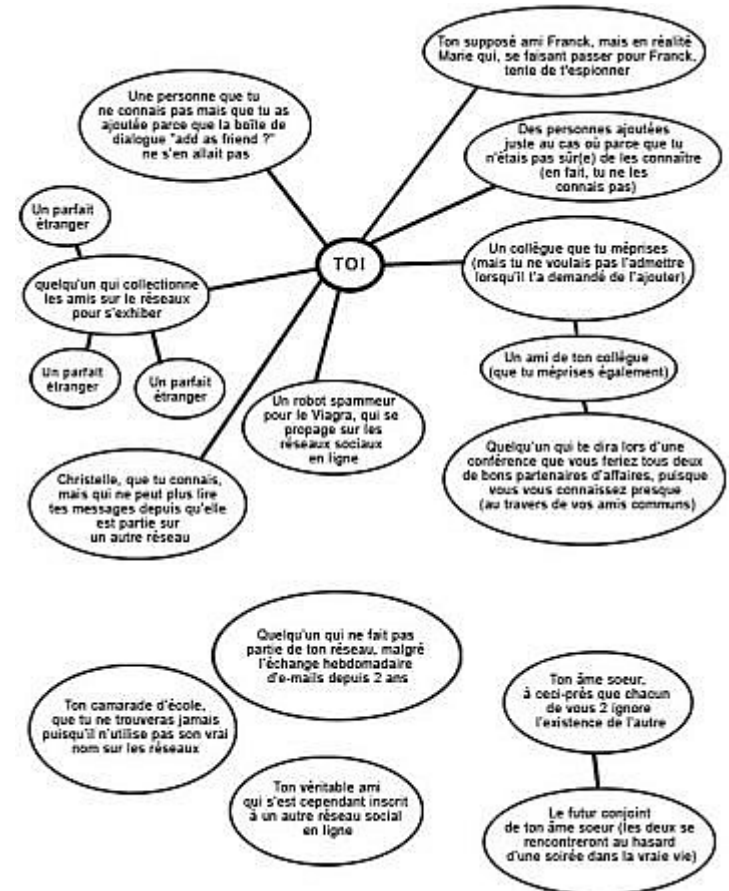 Ton supposé ami Franck, mais en réalité
Marie qui, se faisant passer pour Franck,
tente de t'espionner
Une personne que tu
ne connais pas mais que tu as
ajoutée parce que la boîte de
dialogue "add as friend ?"
ne s'en allait pas
Des personnes ajoutées
juste au cas où parce que tu
n'étais pas sûr(e) de les connaître
(en fait, tu ne les
connais pas)
Un parfait
étranger
TOI
Un collègue que tu méprises
(mais tu ne voulais pas l'admettre
lorsqu'il t'a demandé de l'ajouter)
quelqu'un qui collectionne
les amis sur le réseaux
pour s'exhiber
Un parfait
étranger
Un parfait
étranger
Un ami de ton collègue
(que tu méprises également)
Un robot spammeur
pour le Viagra, qui se
propage sur les
réseaux sociaux
en ligne
Quelqu'un qui te dira lors d'une
conférence que vous feriez tous deux
de bons partenaires d'affaires, puisque
vous vous connaissez presque
(au travers de vos amis communs)
Christelle, que tu connais,
mais qui ne peut plus lire
tes messages depuis qu'elle
est partie sur
un autre réseau
Quelqu'un qui ne fait pas
partie de ton réseau, malgré
l'échange hebdomadaire
d'e-mails depuis 2 ans
Ton camarade d'école,
que tu ne trouveras jamais
puisqu'il n'utilise pas son vrai
nom sur les réseaux
Ton âme soeur,
à ceci-près que chacun
de vous 2 ignore
l'existence de l'autre
Ton véritable ami
qui s'est cependant inscrit
à un autre réseau social
en ligne
Le futur conjoint
de ton âme soeur (les deux se
rencontreront au hasard
d'une soirée dans la vraie vie)